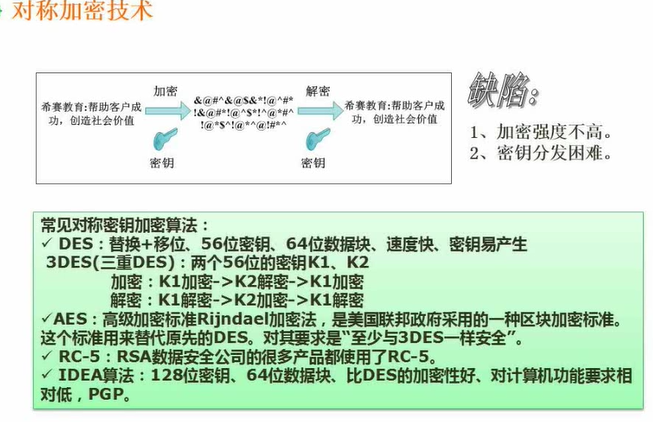 对称加密技术
希赛教育:帮助客户成
功，创造社会价值
加密
密钥
&@#^&@$&*!@^#*
!&@#*!@^$*!^@*#^
!@*$^!@*^@!#*^
解密
密钥
希赛教育:帮助客户成
功，创造社会价值
缺陷:
1、加密强度不高。
2、密钥分发困难。
常见对称密钥加密算法：
✓ DES：替换+移位、56位密钥、64位数据块、速度快、密钥易产生
3DES(三重DES)：两个56位的密钥K1、K2
加密：K1加密->K2解密->K1加密
解密：K1解密->K2加密->K1解密
✓AES：高级加密标准Rijndael加密法，是美国联邦政府采用的一种区块加密标准。
这个标准用来替代原先的DES。对其要求是“至少与3DES一样安全”。
✓ RC-5：RSA数据安全公司的很多产品都使用了RC-5。
✓ IDEA算法：128位密钥、64位数据块、比DES的加密性好、对计算机功能要求相
对低，PGP。